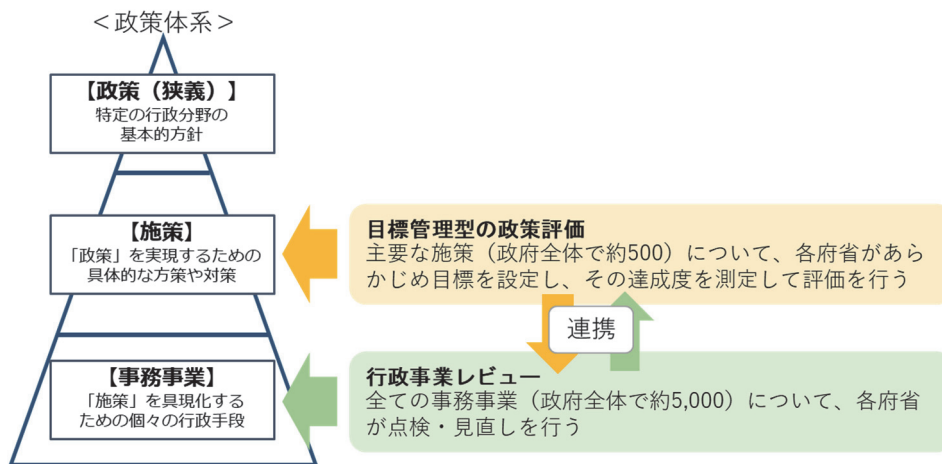 ＜政策体系＞
【政策（狭義）】
特定の行政分野の
基本的方針
【施策】
「政策」を実現するための
具体的な方策や対策
目標管理型の政策評価
主要な施策（政府全体で約500）について、各府省があら
かじめ目標を設定し、その達成度を測定して評価を行う
連携
【事務事業】
「施策」を具現化する
ための個々の行政手段
行政事業レビュー
全ての事務事業（政府全体で約5,000）について、各府省
が点検・見直しを行う